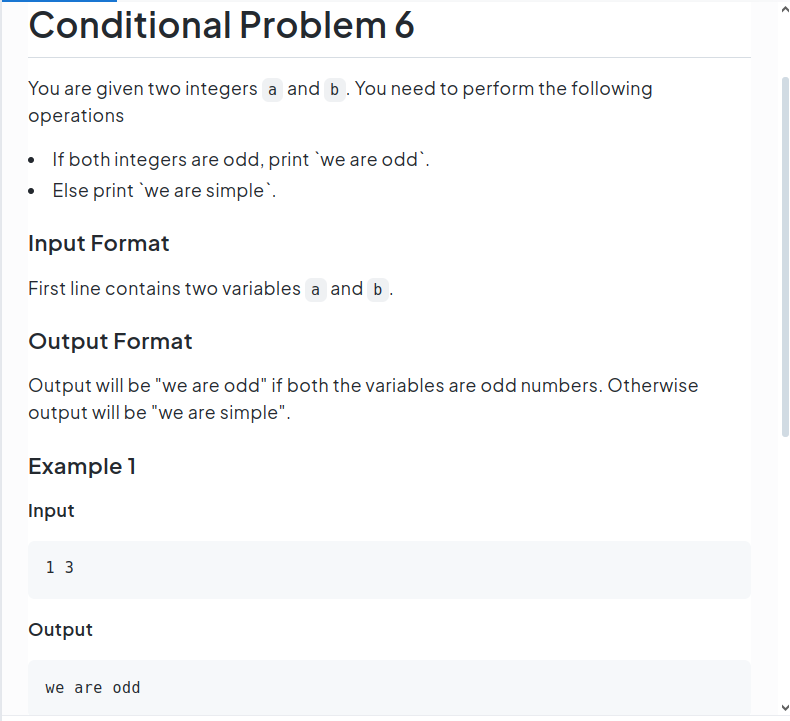 Conditional Problem 6
You are given two integers a and b. You need to perform the following
operations
• If both integers are odd, print `we are odd`.
• Else print `we are simple`.
Input Format
First line contains two variables a and b.
Output Format
Output will be "we are odd" if both the variables are odd numbers. Otherwise
output will be "we are simple".
Example 1
Input
1 3
Output
we are odd